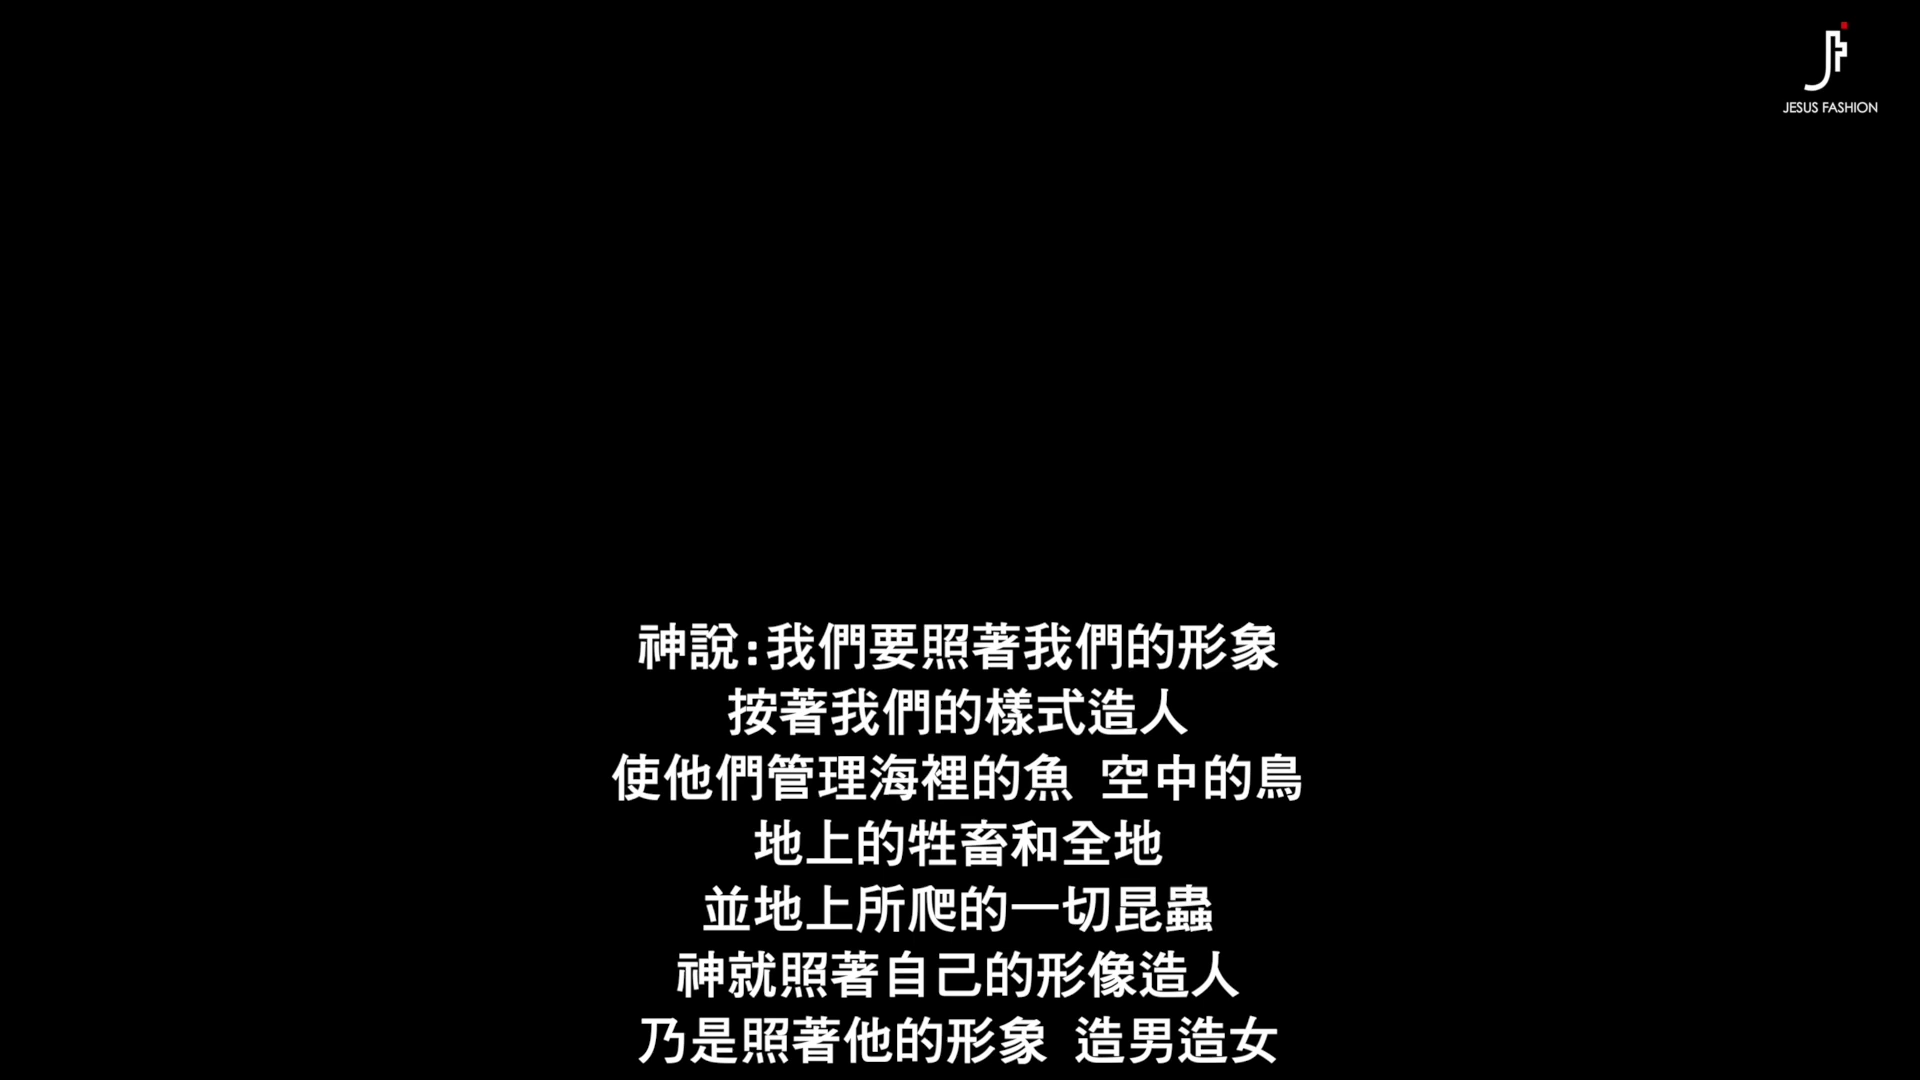 JESUS FASHION
神說:我們要照著我們的形象
按著我們的樣式造人
使他們管理海裡的魚 空中的鳥
地上的牲畜和全地
並地上所爬的一切昆蟲
神就照著自己的形像造人
乃是照著他的形象 造男造女